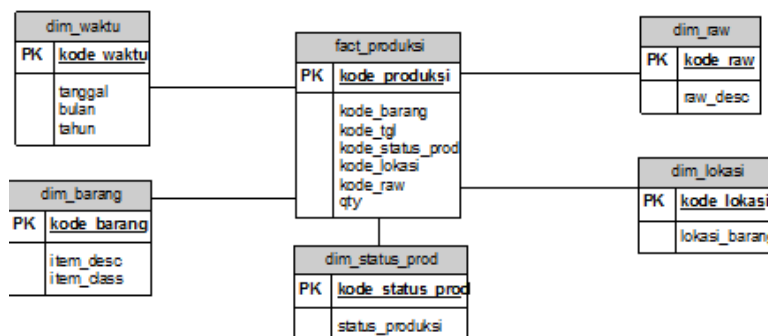 dim_waktu
PK kode_waktu
tanggal
bulan
tahun
fact_produksi
PK kode_produksi
kode_barang
kode_tgl
kode_status_prod
kode_lokasi
kode_raw
qty
dim_raw
PK kode_raw
raw_desc
dim_barang
PK kode_barang
item_desc
item_class
dim_lokasi
PK kode_lokasi
lokasi_barang
dim_status_prod
PK kode_status_prod
status_produksi